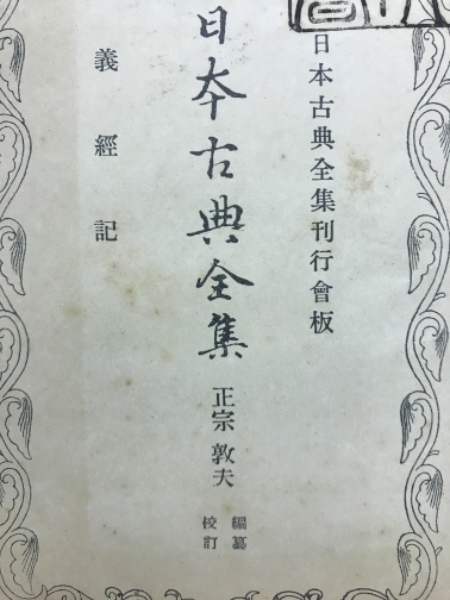 日本古典全集刊行會板
日本古典全集
正宗敦夫
編纂
校訂
義經記